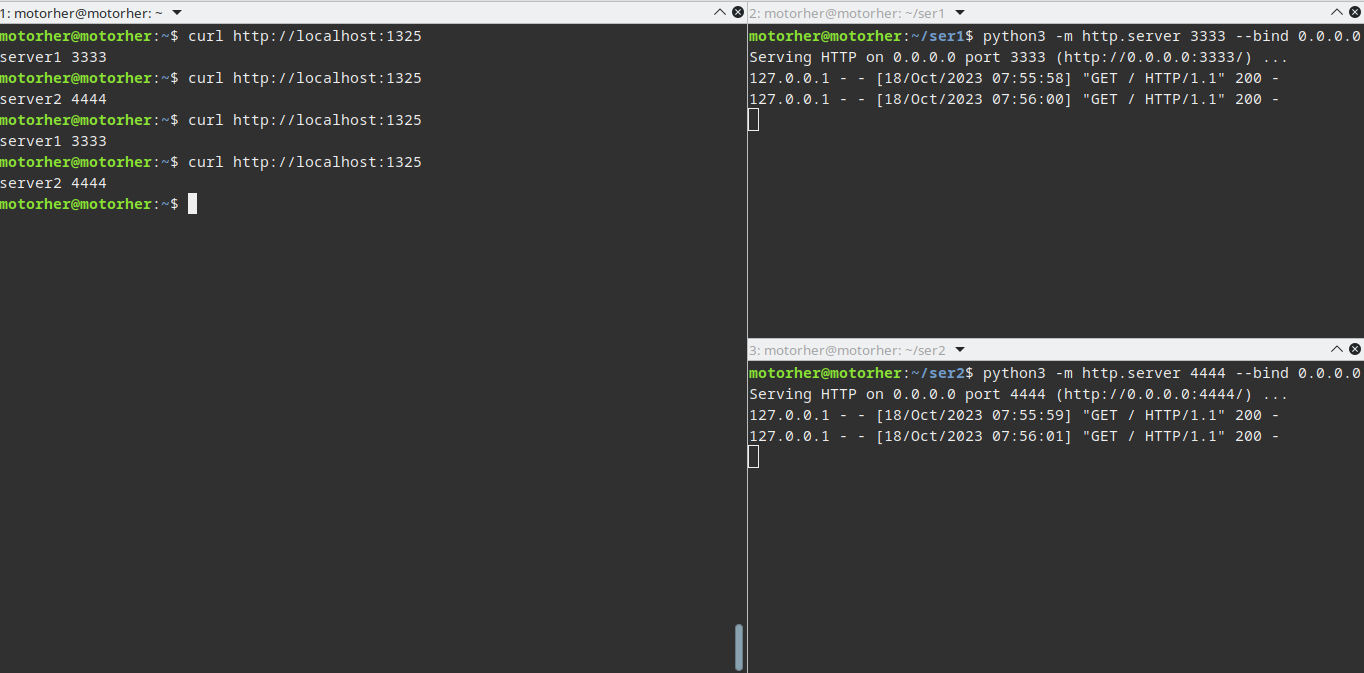 1: motorher@motorher: ~
motorher@motorher:~$ curl http://localhost:1325
server1 3333
motorher@motorher:~$ curl http://localhost:1325
server2 4444
motorher@motorher:~$ curl http://localhost:1325
server1 3333
motorher@motorher:~$ curl http://localhost:1325
server2 4444
motorher@motorher:~$
2: motorher@motorher: ~/ser1
motorher@motorher:~/ser1$ python3 -m http.server 3333 --bind 0.0.0.0
Serving HTTP on 0.0.0.0 port 3333 (http://0.0.0.0:3333/) ...
127.0.0.1 - - [18/Oct/2023 07:55:58] "GET / HTTP/1.1" 200 -
127.0.0.1 - - [18/Oct/2023 07:56:00] "GET / HTTP/1.1" 200 -
3: motorher@motorher: ~/ser2
motorher@motorher:~/ser2$ python3 -m http.server 4444 --bind 0.0.0.0
Serving HTTP on 0.0.0.0 port 4444 (http://0.0.0.0:4444/) ...
127.0.0.1 - - [18/Oct/2023 07:55:59] "GET / HTTP/1.1" 200 -
127.0.0.1 - - [18/Oct/2023 07:56:01] "GET / HTTP/1.1" 200 -